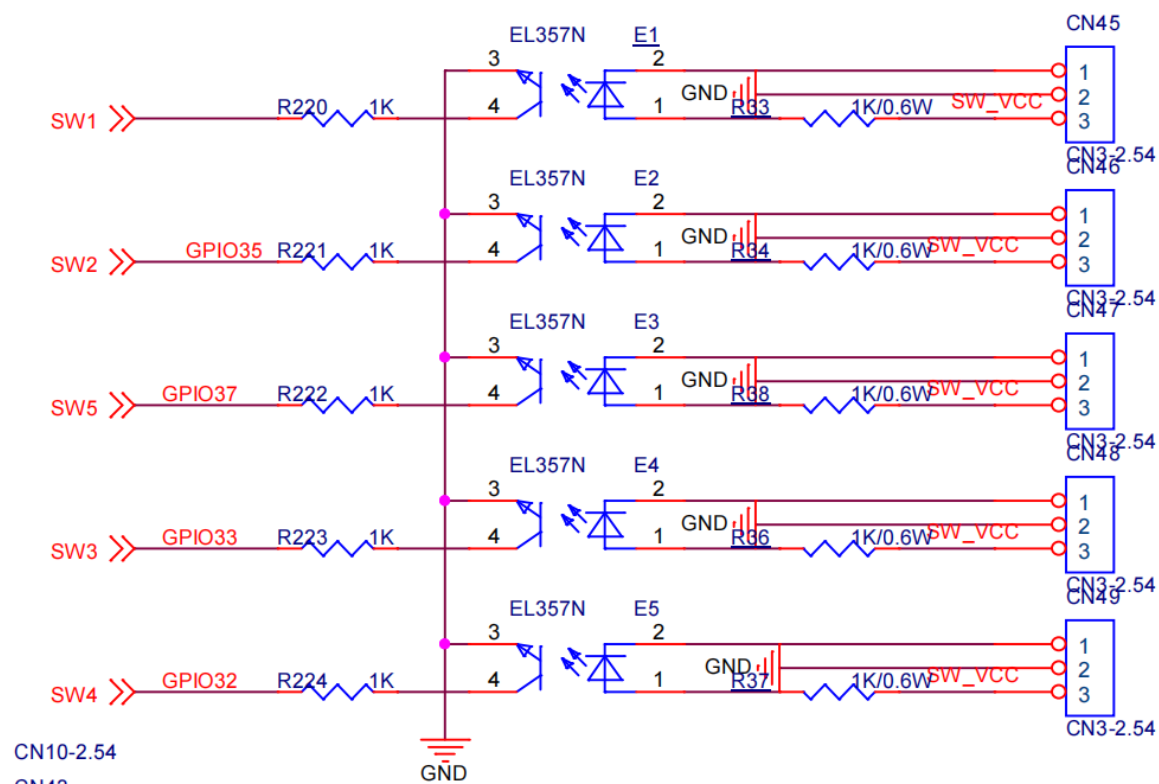 CN45
EL357N E1
3 2 1
GND 2
SW1 R220 1K 4 1 R33 1K/0.6W SW_VCC 3
CN3-2.54
CN46
EL357N E2
3 2 1
GND 2
SW2 GPIO35 R221 1K 4 1 R34 1K/0.6W SW_VCC 3
CN3-2.54
CN47
EL357N E3
3 2 1
GND 2
SW5 GPIO37 R222 1K 4 1 R38 1K/0.6W SW_VCC 3
CN3-2.54
CN48
EL357N E4
3 2 1
GND 2
SW3 GPIO33 R223 1K 4 1 R36 1K/0.6W SW_VCC 3
CN3-2.54
CN49
EL357N E5
3 2 1
GND 2
SW4 GPIO32 R224 1K 4 1 R37 1K/0.6W SW_VCC 3
CN3-2.54
CN10-2.54
GND